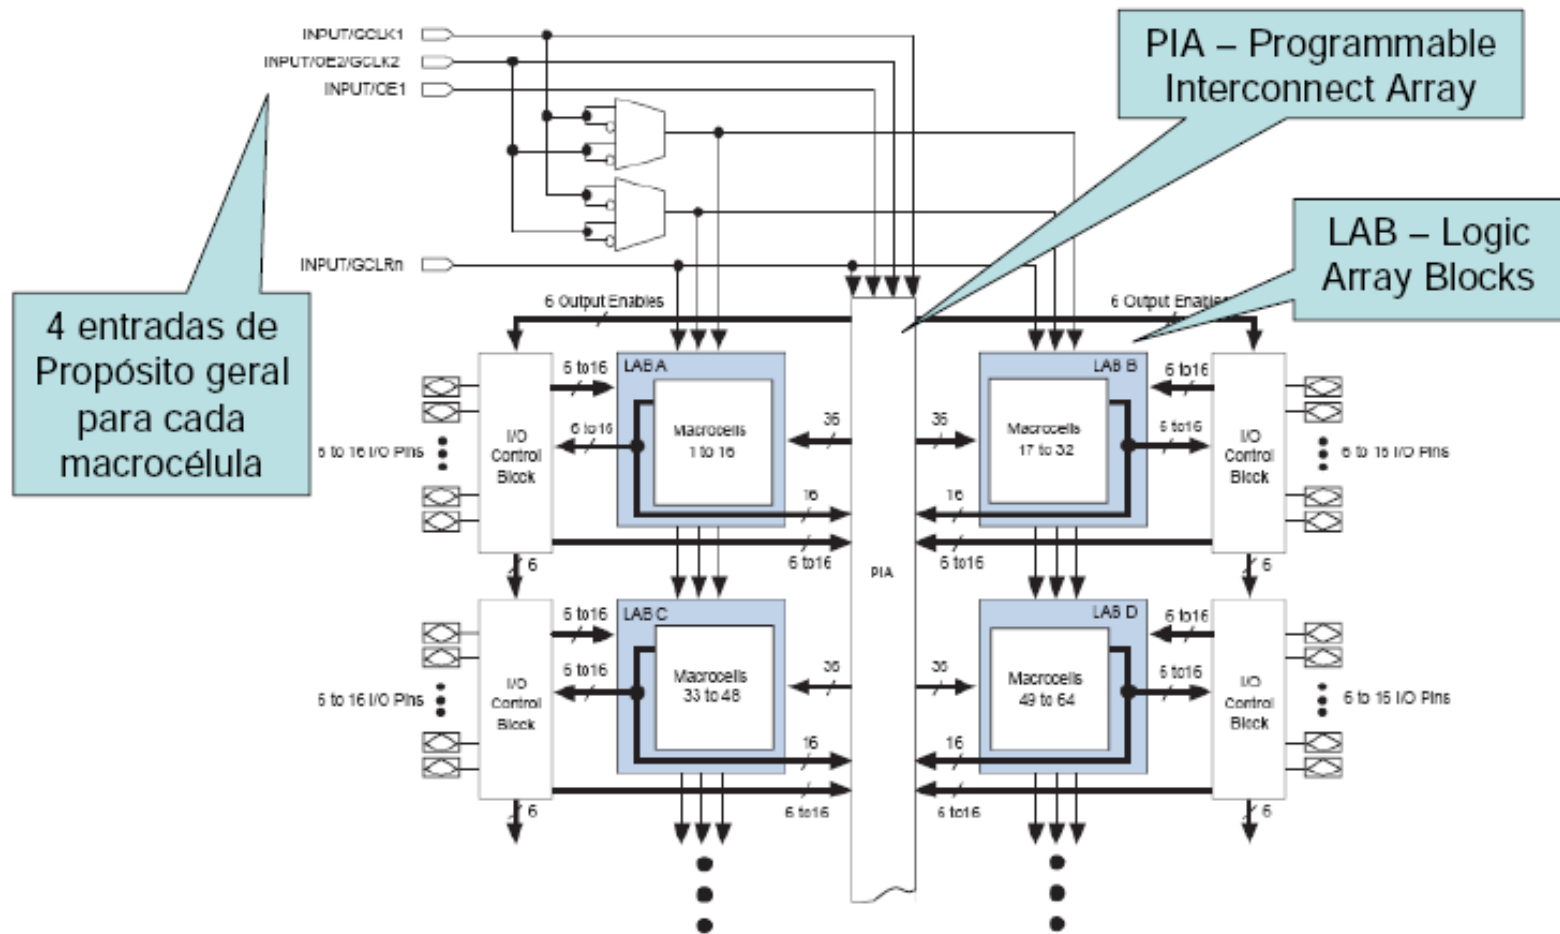 INPUT/GCLK1
INPUT/OE2/GCLK2
INPUT/OE1
INPUT/GCLRn
PIA – Programmable
Interconnect Array
LAB – Logic
Array Blocks
4 entradas de
Propósito geral
para cada
macrocélula
6 Output Enables
6 Output Enables
LAB A
Macrocells
1 to 16
6 to16
6 to16
36
16
6 to16
I/O
Control
Block
6 to 16 I/O Pins
6
LAB B
Macrocells
17 to 32
6 to16
6 to16
36
16
6 to16
I/O
Control
Block
6 to 16 I/O Pins
6
PIA
LAB C
Macrocells
33 to 48
6 to16
6 to16
36
16
6 to16
I/O
Control
Block
6 to 16 I/O Pins
6
LAB D
Macrocells
49 to 64
6 to16
6 to16
36
16
6 to16
I/O
Control
Block
6 to 16 I/O Pins
6